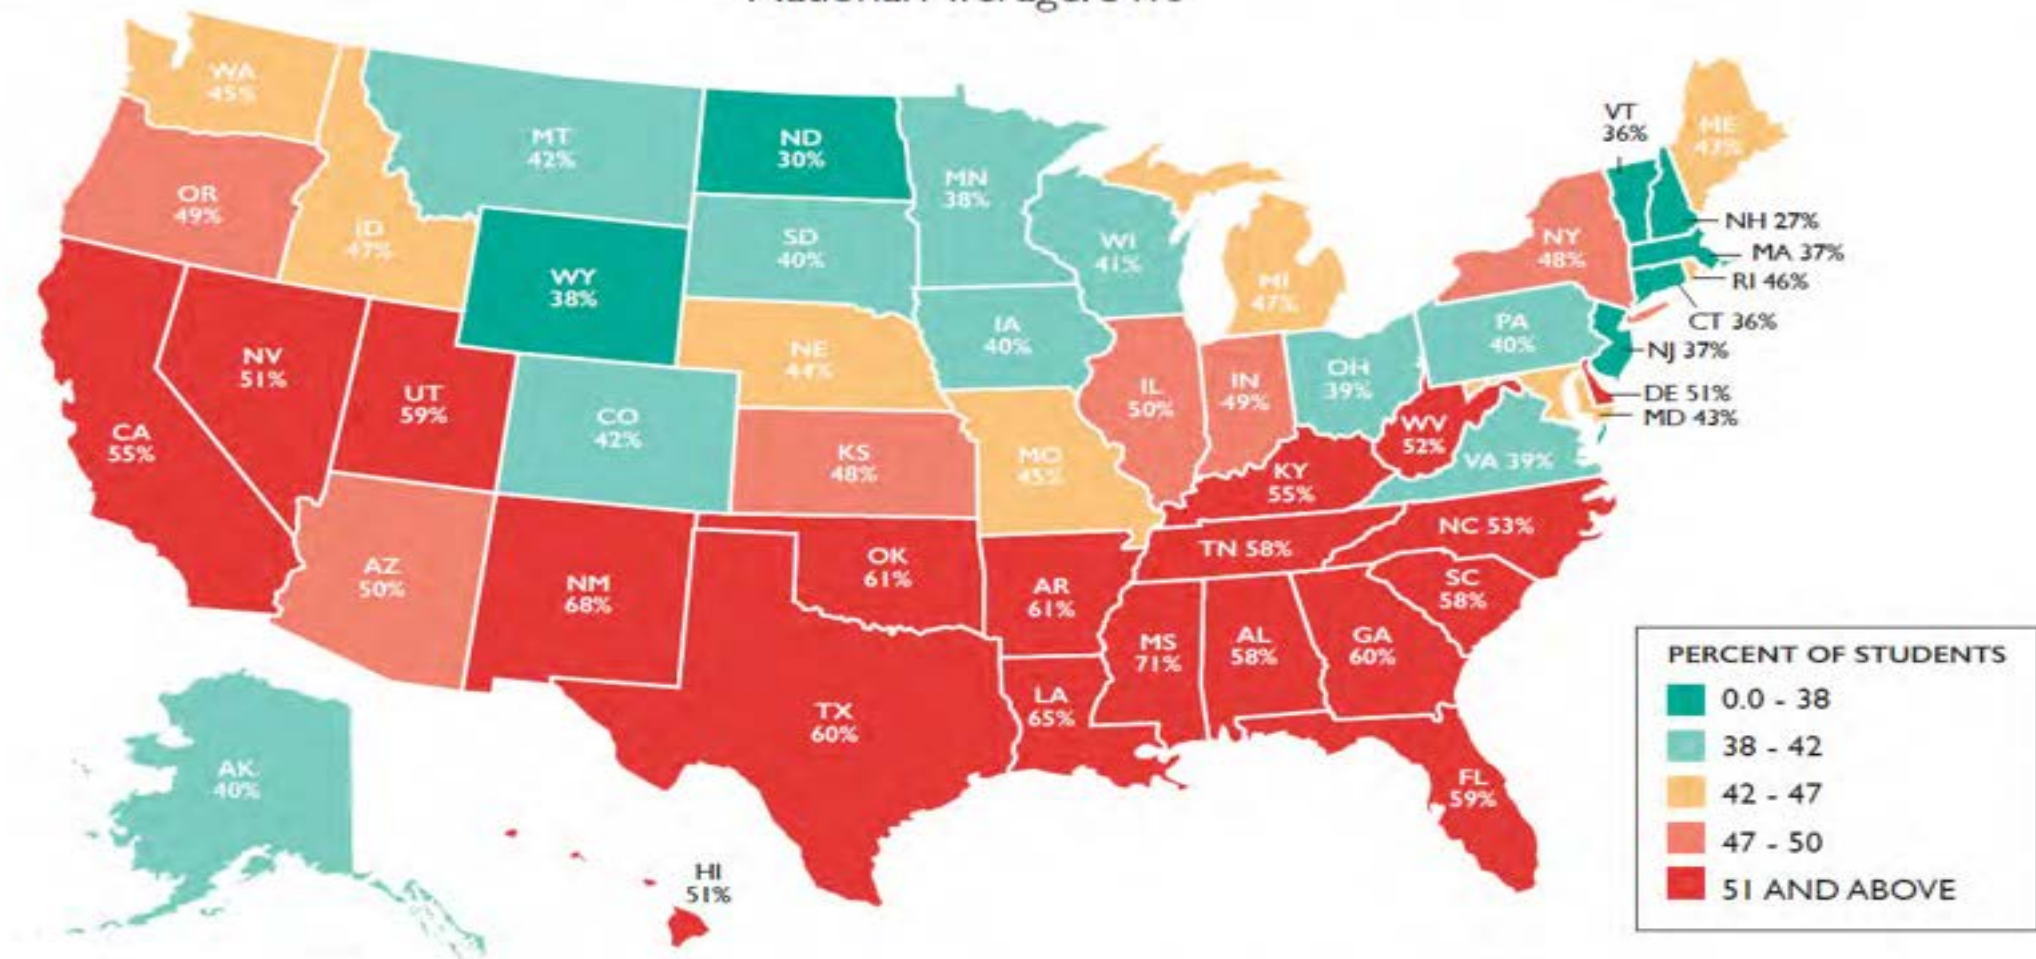 WA
45%
OR
49%
ID
47%
MT
42%
ND
30%
MN
38%
SD
40%
WI
41%
WY
38%
MI
47%
NY
48%
VT
36%
ME
43%
NH 27%
MA 37%
RI 46%
CT 36%
NJ 37%
DE 51%
MD 43%
PA
40%
OH
39%
IN
49%
IL
50%
IA
40%
NE
44%
CO
42%
UT
59%
NV
51%
CA
55%
KS
48%
MO
45%
KY
55%
WV
52%
VA 39%
NC 53%
TN 58%
SC
58%
AZ
50%
NM
68%
OK
61%
AR
61%
MS
71%
AL
58%
GA
60%
LA
65%
TX
60%
FL
59%
AK
40%
HI
51%
PERCENT OF STUDENTS
0.0 - 38
38 - 42
42 - 47
47 - 50
51 AND ABOVE